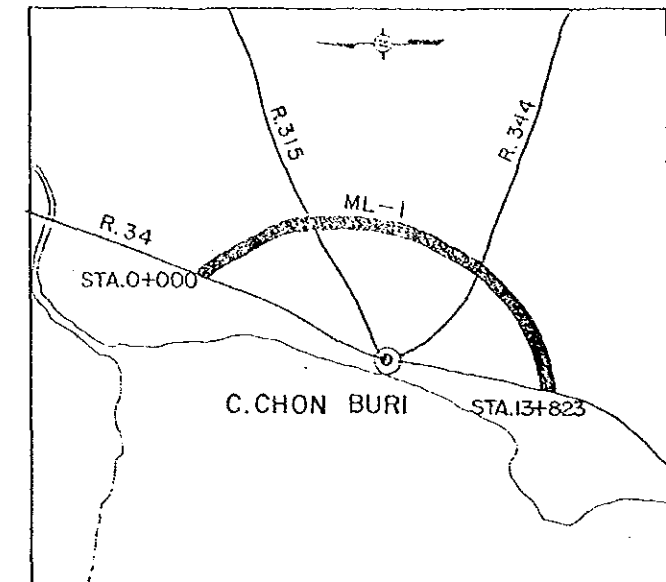 R.315
R.344
ML-1
R.34
STA.0+000
C.CHON BURI
STA.13+823